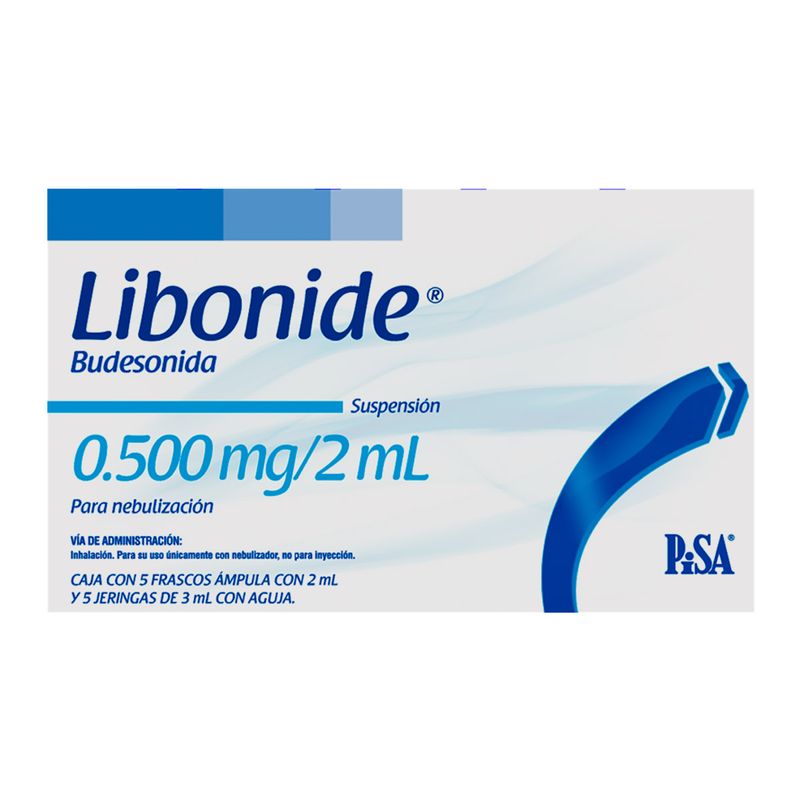 Libonide®
Budesonida
Suspensión
0.500 mg/2 mL
Para nebulización
VÍA DE ADMINISTRACIÓN:
Inhalación. Para su uso únicamente con nebulizador, no para inyección.
CAJA CON 5 FRASCOS ÁMPULA CON 2 mL
Y 5 JERINGAS DE 3 mL CON AGUJA.
PiSA®